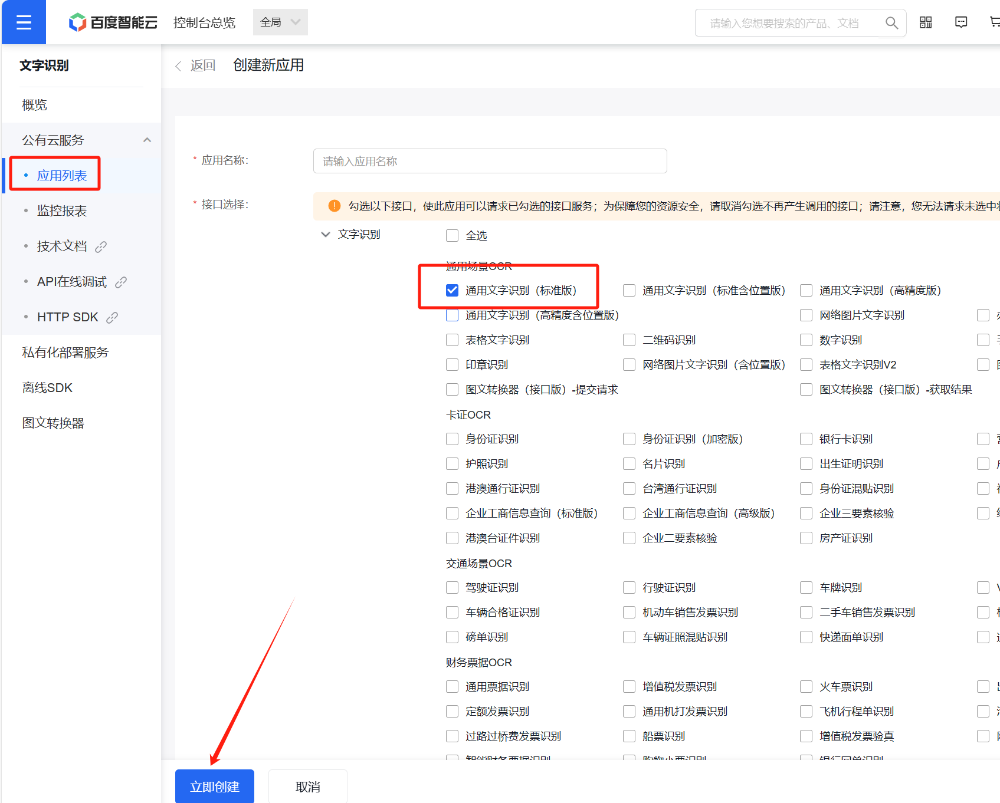 百度智能云 控制台总览 全局 请输入您想要搜索的产品、文档
文字识别
返回 创建新应用
概览
公有云服务
应用列表
监控报表
技术文档
API在线调试
HTTP SDK
私有化部署服务
离线SDK
图文转换器
* 应用名称：
请输入应用名称
* 接口选择：
勾选以下接口，使此应用可以请求已勾选的接口服务；为保障您的资源安全，请取消勾选不再产生调用的接口；请注意，您无法请求未选中
文字识别 全选
通用场景OCR
通用文字识别（标准版） 通用文字识别（标准含位置版） 通用文字识别（高精度版）
通用文字识别（高精度含位置版） 网络图片文字识别
表格文字识别 二维码识别 数字识别
印章识别 网络图片文字识别（含位置版） 表格文字识别V2
图文转换器（接口版）-提交请求 图文转换器（接口版）-获取结果
卡证OCR
身份证识别 身份证识别（加密版） 银行卡识别
护照识别 名片识别 出生证明识别
港澳通行证识别 台湾通行证识别 身份证混贴识别
企业工商信息查询（标准版） 企业工商信息查询（高级版） 企业三要素核验
港澳台证件识别 企业二要素核验 房产证识别
交通场景OCR
驾驶证识别 行驶证识别 车牌识别
车辆合格证识别 机动车销售发票识别 二手车销售发票识别
磅单识别 车辆证照混贴识别 快递面单识别
财务票据OCR
通用票据识别 增值税发票识别 火车票识别
定额发票识别 通用机打发票识别 飞机行程单识别
过路过桥费发票识别 船票识别 增值税发票验真
智能财务票据识别 购物小票识别 银行回单识别
立即创建 取消